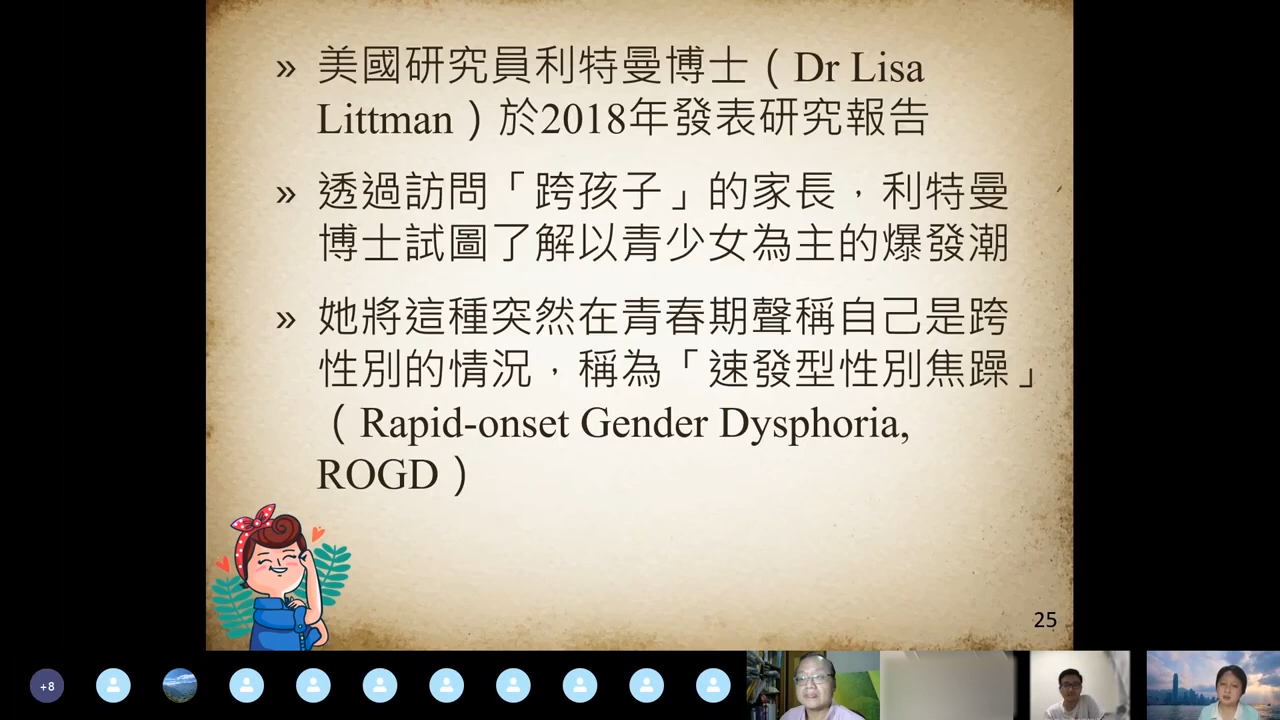 » 美國研究員利特曼博士（Dr Lisa
Littman）於2018年發表研究報告
» 透過訪問「跨孩子」的家長，利特曼
博士試圖了解以青少女為主的爆發潮
» 她將這種突然在青春期聲稱自己是跨
性別的情況，稱為「速發型性別焦躁」
（Rapid-onset Gender Dysphoria,
ROGD）
25
+8